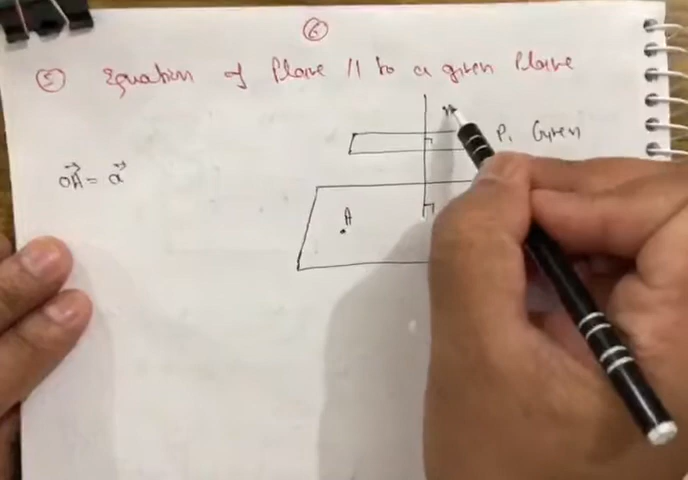 6
5 Equation of Plane // to a given Plane
n
P₁ Given
OA⃗ = a⃗
A